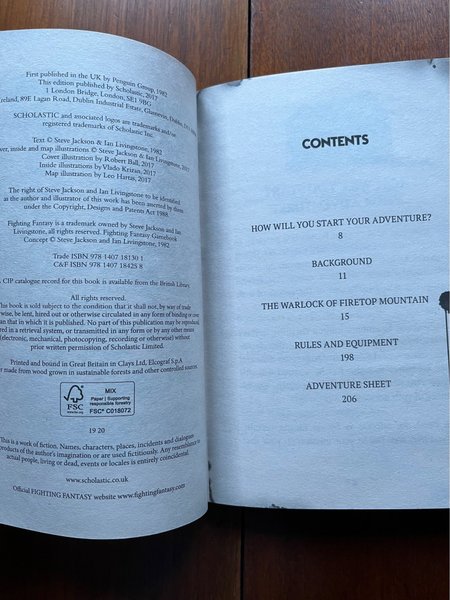 First published in the UK by Penguin Group, 1982
This edition published by Scholastic, 2017
1 London Bridge, London, SE1 9BG
Ireland, 89E Lagan Road, Dublin Industrial Estate, Glasnevin, Dublin
SCHOLASTIC and associated logos are trademarks and/or
registered trademarks of Scholastic Inc.
Text © Steve Jackson & Ian Livingstone, 1982
inside and map illustrations © Steve Jackson & Ian Livingstone, 2017
Cover illustration by Robert Ball, 2017
Inside illustrations by Vlado Krizan, 2017
Map illustration by Leo Hartas, 2017
The right of Steve Jackson and Ian Livingstone to be identified
as the author and illustrator of this work has been asserted by them
under the Copyright, Designs and Patents Act 1988.
Fighting Fantasy is a trademark owned by Steve Jackson and Ian
Livingstone, all rights reserved. Fighting Fantasy Gamebook
Concept © Steve Jackson and Ian Livingstone, 1982
Trade ISBN 978 1407 18130 1
C&F ISBN 978 1407 18425 8
CIP catalogue record for this book is available from the British Library.
All rights reserved.
This book is sold subject to the condition that it shall not, by way of trade
otherwise, be lent, hired out or otherwise circulated in any form of binding or cover
than that in which it is published. No part of this publication may be reproduced,
stored in a retrieval system, or transmitted in any form or by any other means
(electronic, mechanical, photocopying, recording or otherwise) without
prior written permission of Scholastic Limited.
Printed and bound in Great Britain in Clays Ltd, Elcograf S.p.A
made from wood grown in sustainable forests and other controlled sources.
FSC
www.fsc.org
MIX
Paper | Supporting
responsible forestry
FSC® C018072
19 20
This is a work of fiction. Names, characters, places, incidents and dialogues
products of the author's imagination or are used fictitiously. Any resemblance to
actual people, living or dead, events or locales is entirely coincidental.
www.scholastic.co.uk
Official FIGHTING FANTASY website www.fightingfantasy.com
CONTENTS
HOW WILL YOU START YOUR ADVENTURE?
8
BACKGROUND
11
THE WARLOCK OF FIRETOP MOUNTAIN
15
RULES AND EQUIPMENT
198
ADVENTURE SHEET
206